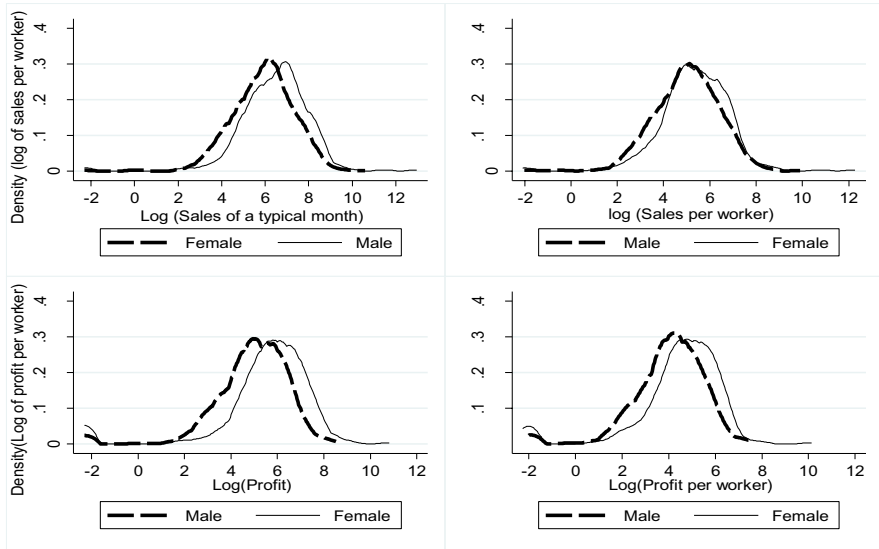 Density (log of sales per worker)
.4
.3
.2
.1
0
-2 0 2 4 6 8 10 12
Log (Sales of a typical month)
Female Male
.4
.3
.2
.1
0
-2 0 2 4 6 8 10 12
log (Sales per worker)
Male Female
Density(Log of profit per worker)
.4
.3
.2
.1
0
-2 0 2 4 6 8 10 12
Log(Profit)
Male Female
.4
.3
.2
.1
0
-2 0 2 4 6 8 10 12
Log(Profit per worker)
Male Female